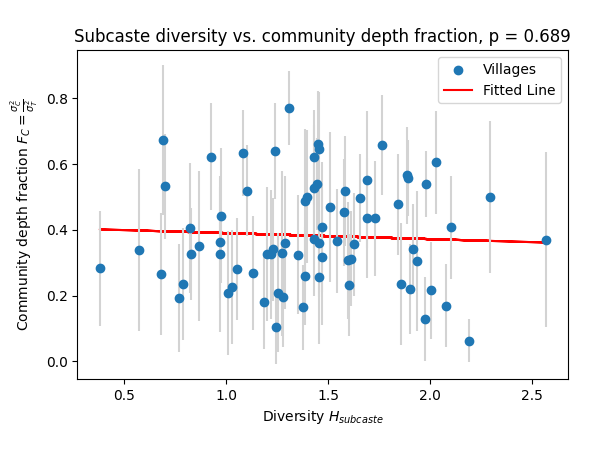 Subcaste diversity vs. community depth fraction, p = 0.689
Villages
Fitted Line
Community depth fraction $F_C = \frac{\sigma_C^2}{\sigma_T^2}$
0.8
0.6
0.4
0.2
0.0
0.5 1.0 1.5 2.0 2.5
Diversity $H_{subcaste}$